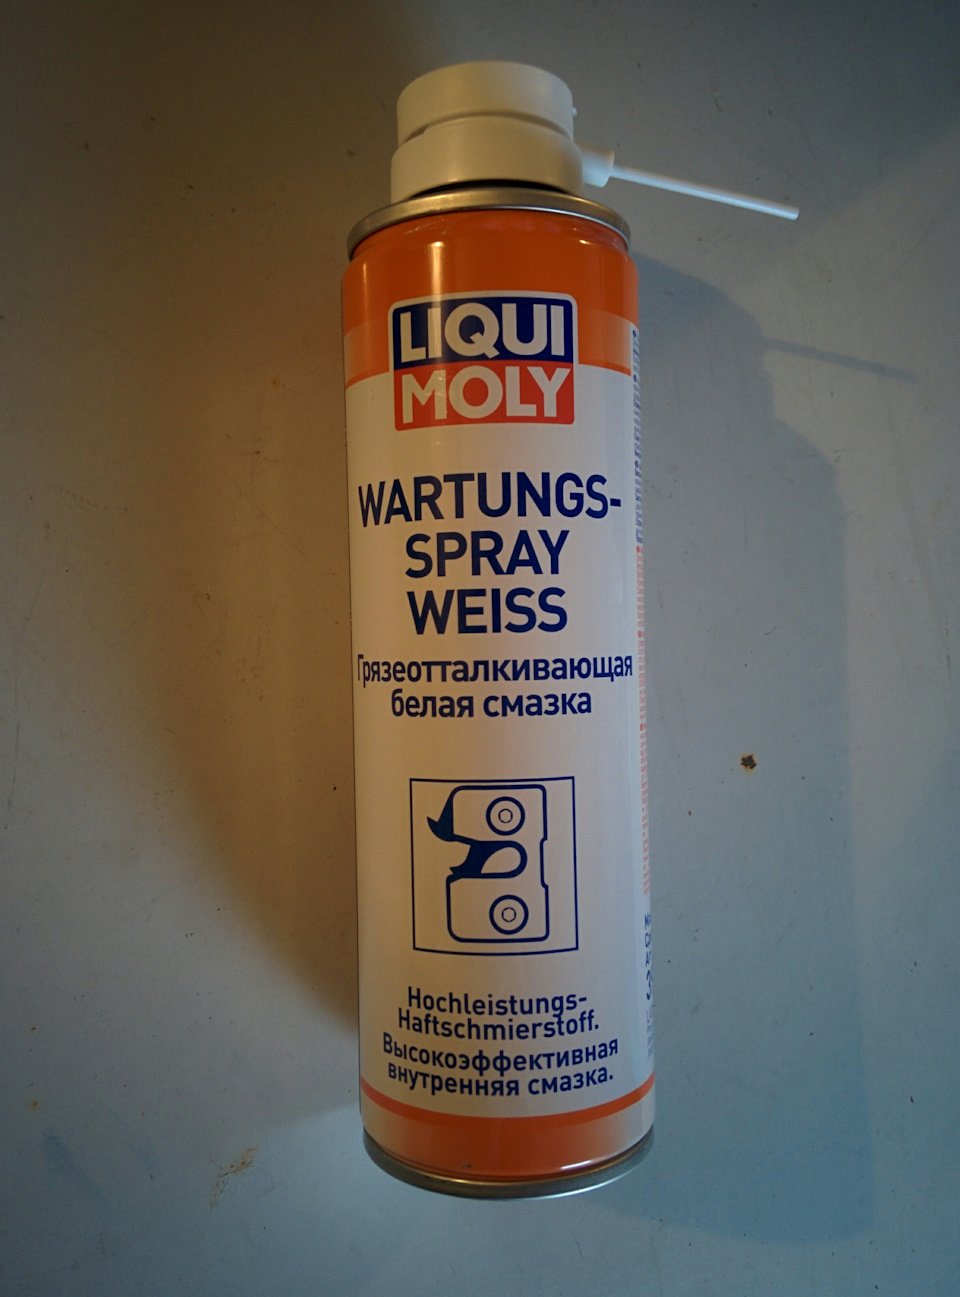 LIQUI
MOLY
WARTUNGS-
SPRAY
WEISS
Грязеотталкивающая
белая смазка
Hochleistungs-
Haftschmierstoff.
Высокоэффективная
внутренняя смазка.